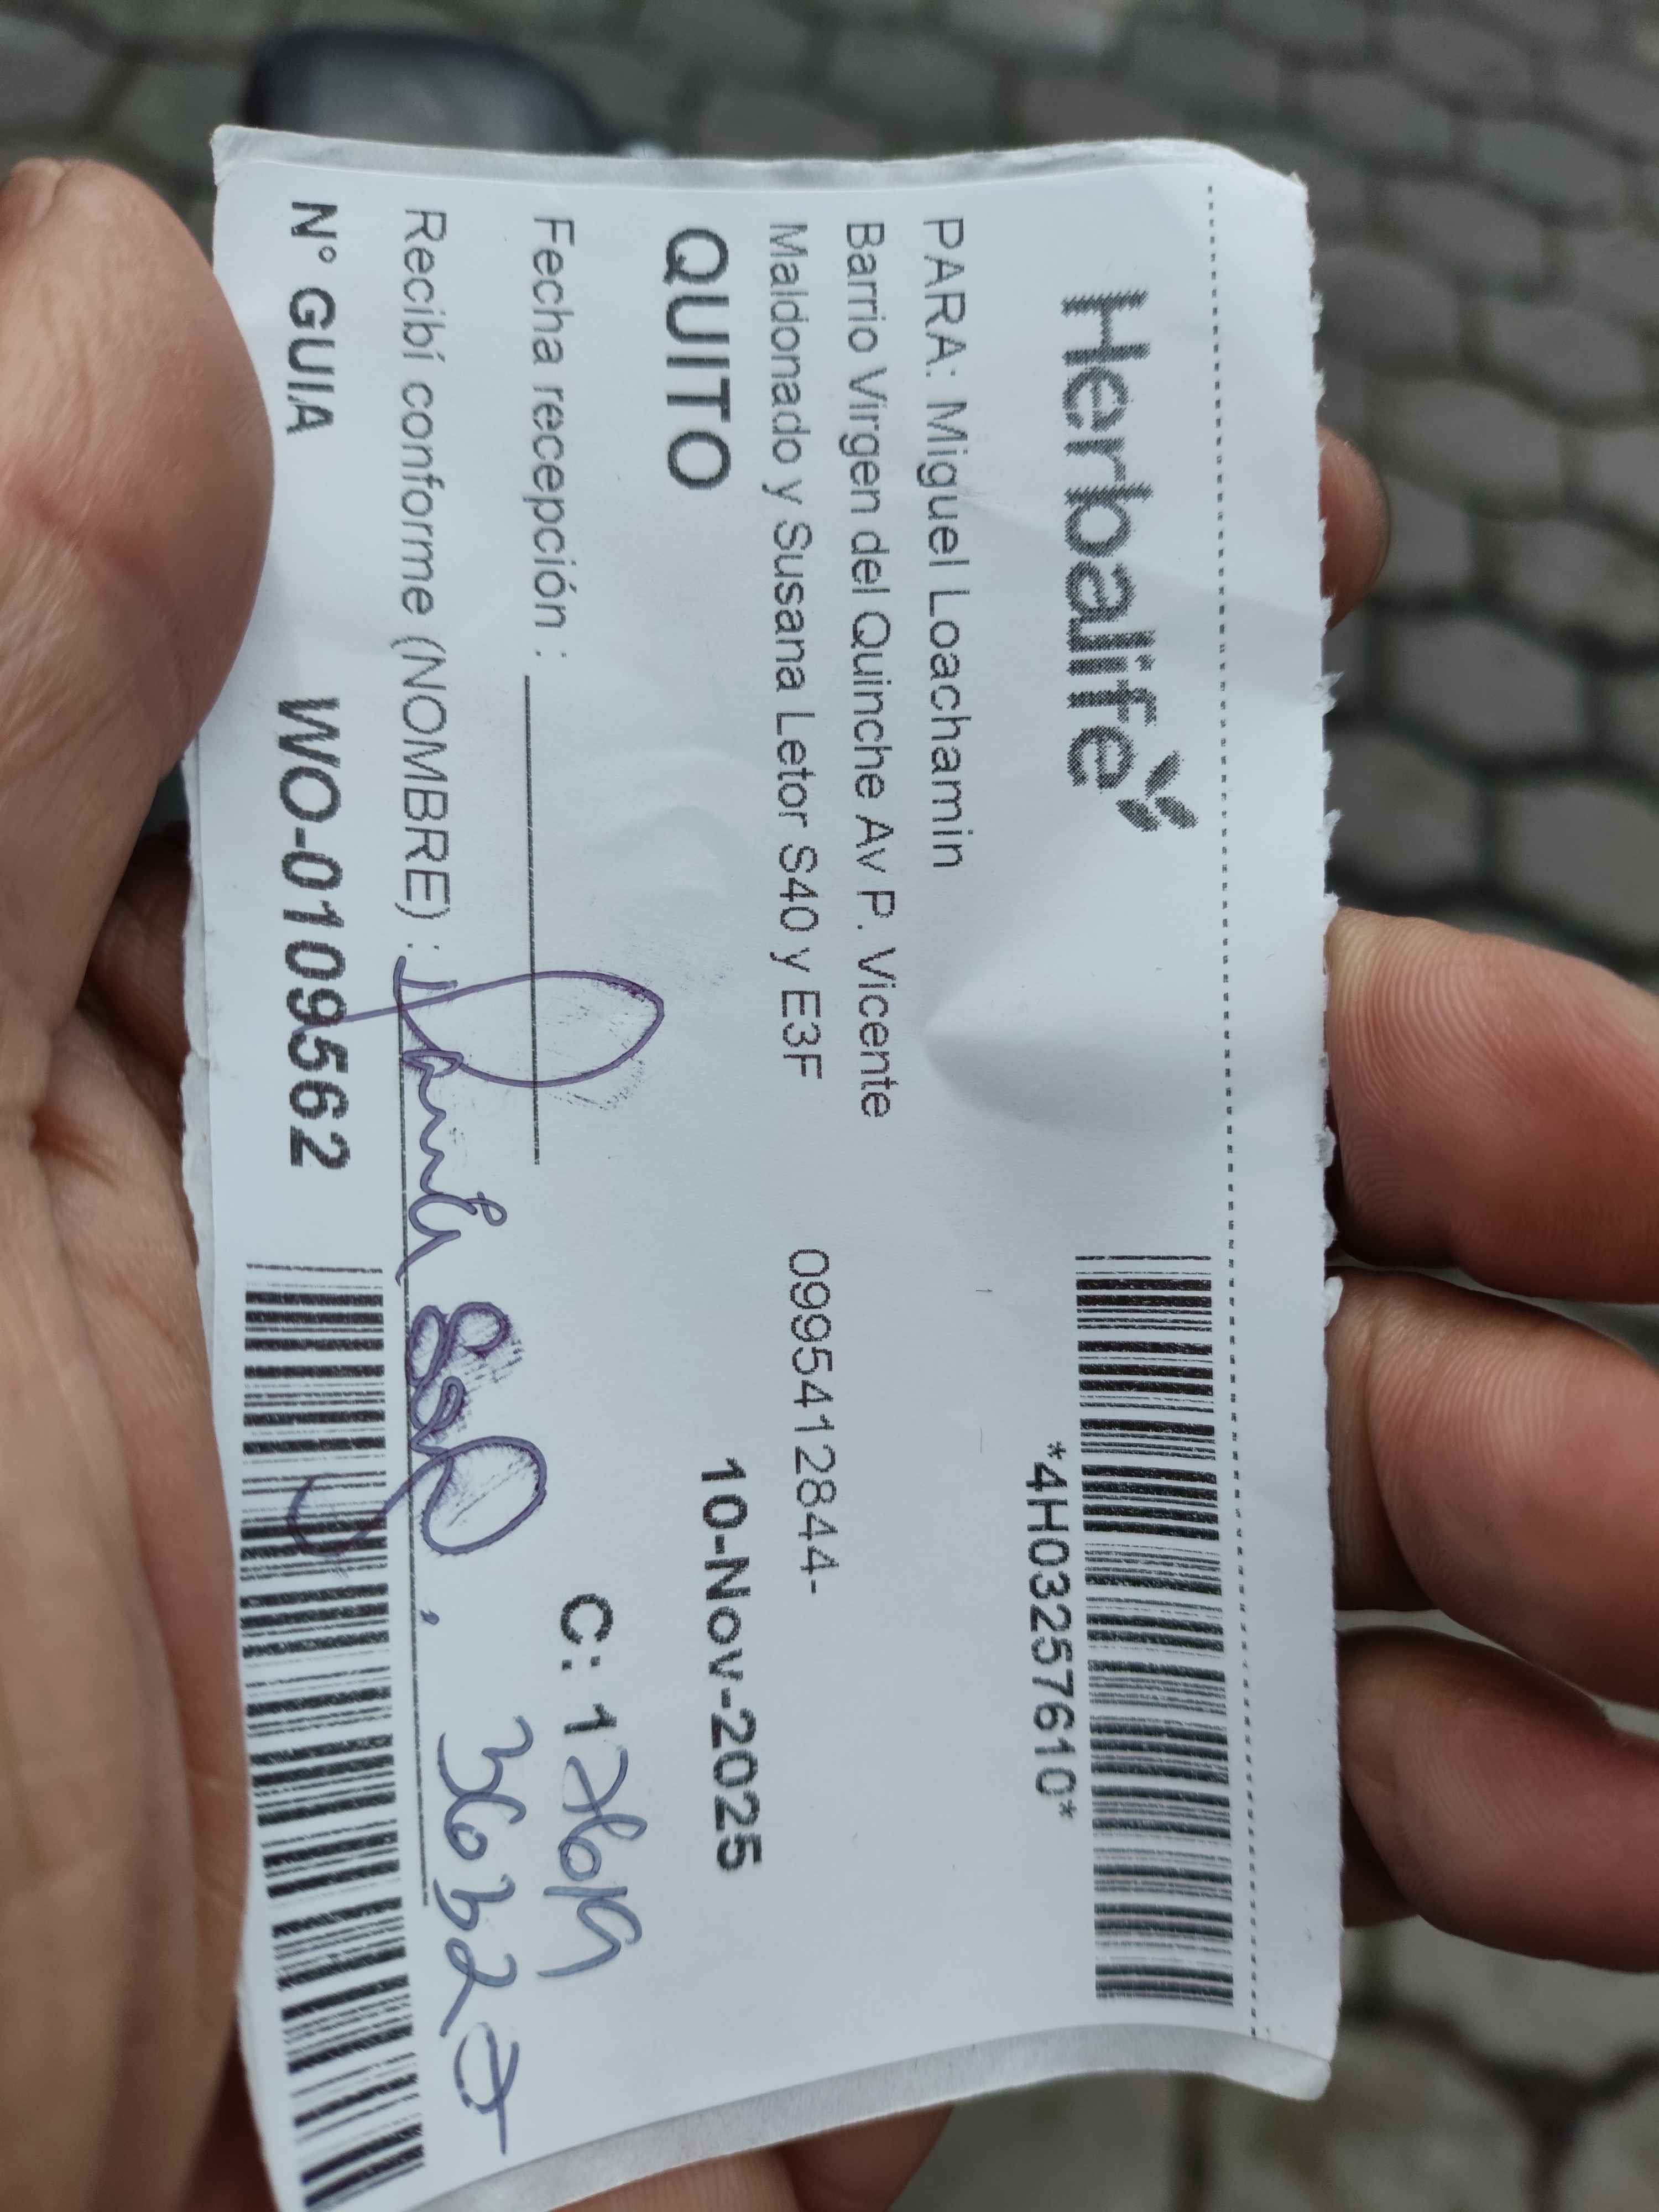 Herbalife
*4H03257610*
PARA: Miguel Loachamin
Barrio Virgen del Quinche Av P. Vicente
Maldonado y Susana Letor S40 y E3F 0995412844-
QUITO 10-Nov-2025
Fecha recepción :
C: 1
Recibí conforme (NOMBRE) :
N° GUIA WO-0109562